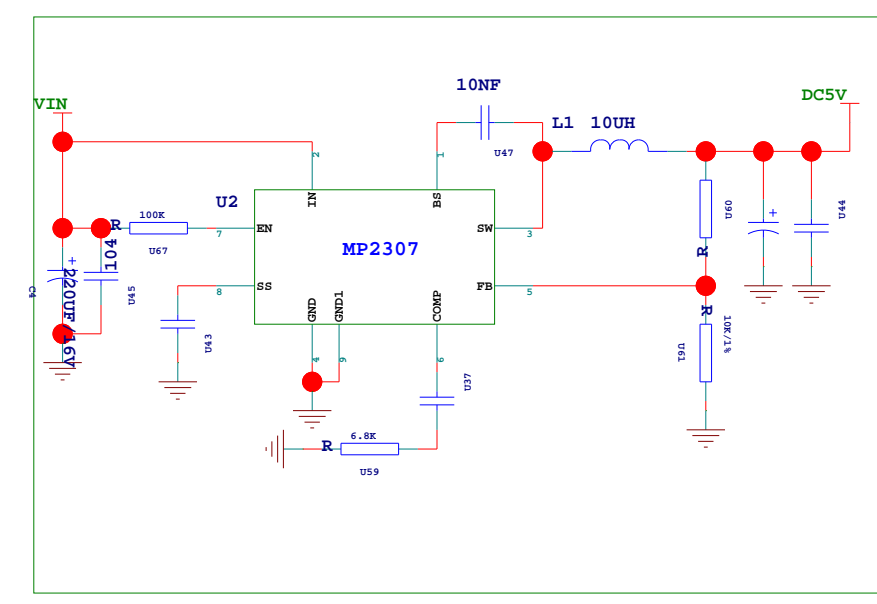 10NF
VIN
DC5V
L1 10UH
U47
1
2
U2
IN
BS
R
100K
U67
7
EN
SW
3
MP2307
U60
R
U44
+
104
+
220UF/16V
C4
U45
8
SS
FB
5
U43
GND
GND1
COMP
4
9
6
R
10K/1%
U61
U37
R
6.8K
U59